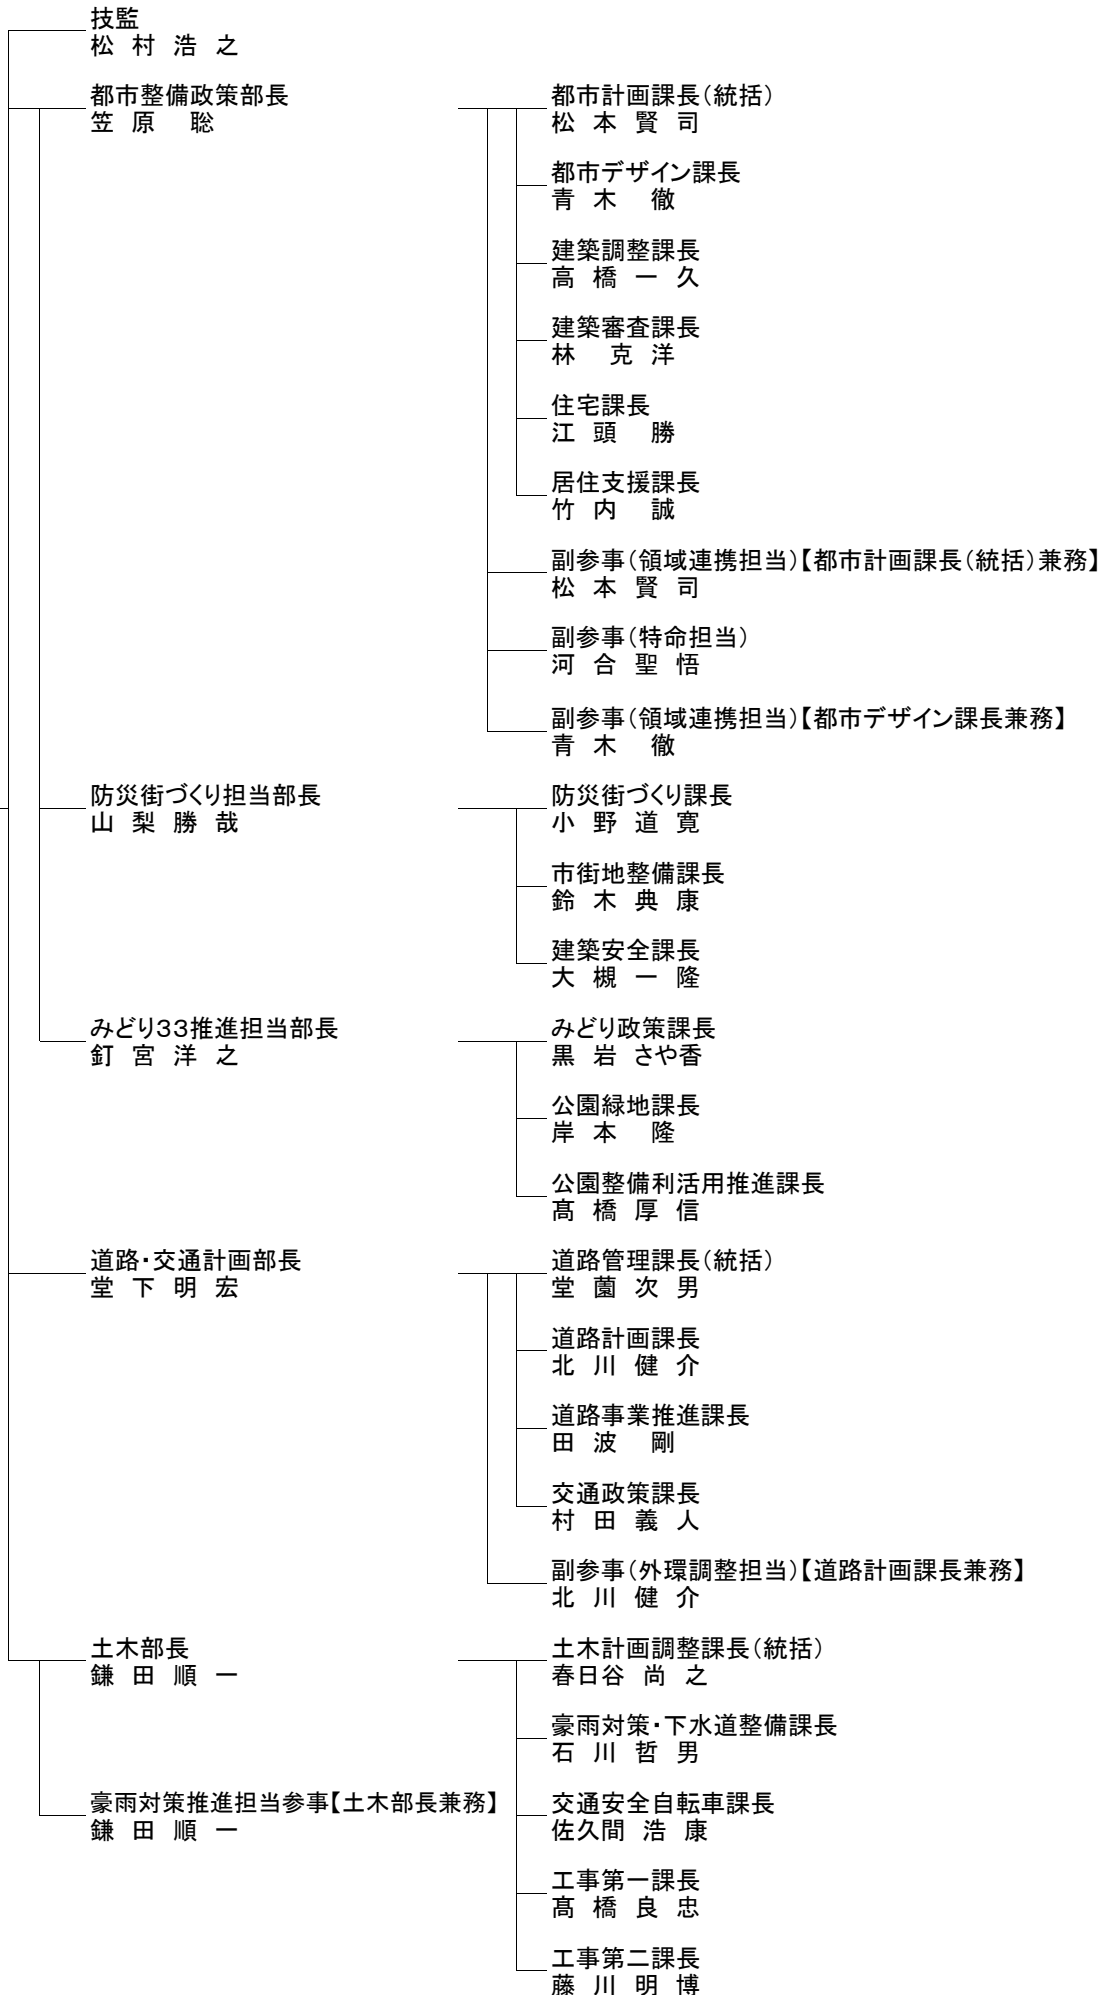 技監
松 村 浩 之
都市整備政策部長
笠 原 聡
都市計画課長（統括）
松 本 賢 司
都市デザイン課長
青 木 徹
建築調整課長
高 橋 一 久
建築審査課長
林 克 洋
住宅課長
江 頭 勝
居住支援課長
竹 内 誠
副参事（領域連携担当）【都市計画課長（統括）兼務】
松 本 賢 司
副参事（特命担当）
河 合 聖 悟
副参事（領域連携担当）【都市デザイン課長兼務】
青 木 徹
防災街づくり担当部長
山 梨 勝 哉
防災街づくり課長
小 野 道 寛
市街地整備課長
鈴 木 典 康
建築安全課長
大 槻 一 隆
みどり３３推進担当部長
釘 宮 洋 之
みどり政策課長
黒 岩 さや香
公園緑地課長
岸 本 隆
公園整備利活用推進課長
髙 橋 厚 信
道路・交通計画部長
堂 下 明 宏
道路管理課長（統括）
堂 薗 次 男
道路計画課長
北 川 健 介
道路事業推進課長
田 波 剛
交通政策課長
村 田 義 人
副参事（外環調整担当）【道路計画課長兼務】
北 川 健 介
土木部長
鎌 田 順 一
土木計画調整課長（統括）
春日谷 尚 之
豪雨対策・下水道整備課長
石 川 哲 男
豪雨対策推進担当参事【土木部長兼務】
鎌 田 順 一
交通安全自転車課長
佐久間 浩 康
工事第一課長
髙 橋 良 忠
工事第二課長
藤 川 明 博